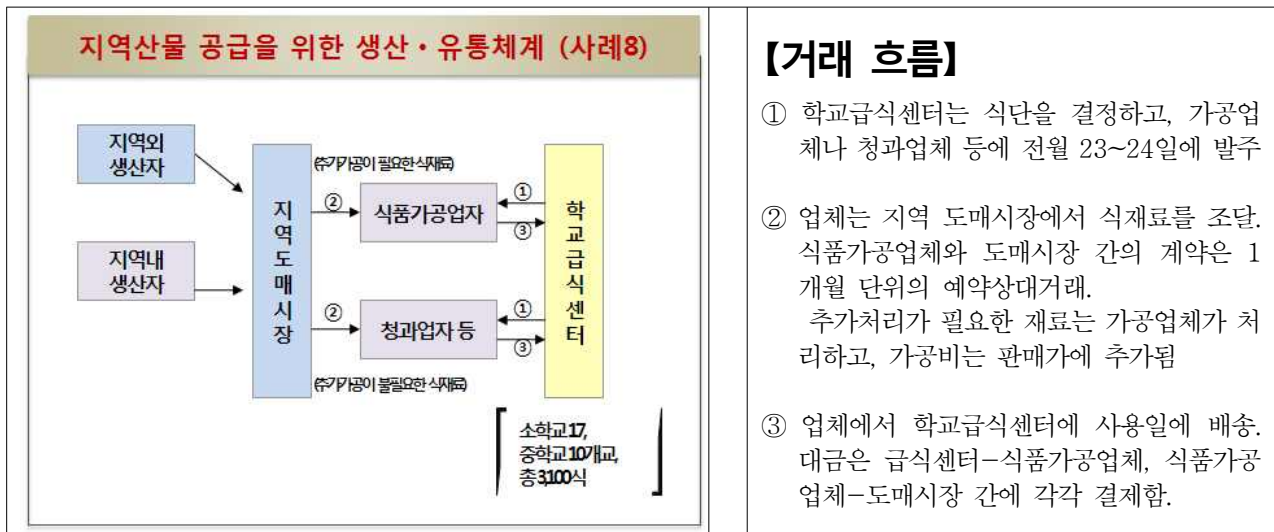 지역산물 공급을 위한 생산・유통체계 (사례8)
지역외
생산자
지역내
생산자
지
역
도
매
시
장
(추가가공이 필요한 식재료)
②
식품가공업자
①
③
②
청과업자 등
①
③
(추가가공이 불필요한 식재료)
학
교
급
식
센
터
소학교 17,
중학교 10개교,
총 3,100식
【거래 흐름】
① 학교급식센터는 식단을 결정하고, 가공업
체나 청과업체 등에 전월 23~24일에 발주
② 업체는 지역 도매시장에서 식재료를 조달.
식품가공업체와 도매시장 간의 계약은 1
개월 단위의 예약상대거래.
추가처리가 필요한 재료는 가공업체가 처
리하고, 가공비는 판매가에 추가됨
③ 업체에서 학교급식센터에 사용일에 배송.
대금은 급식센터-식품가공업체, 식품가공
업체-도매시장 간에 각각 결제함.